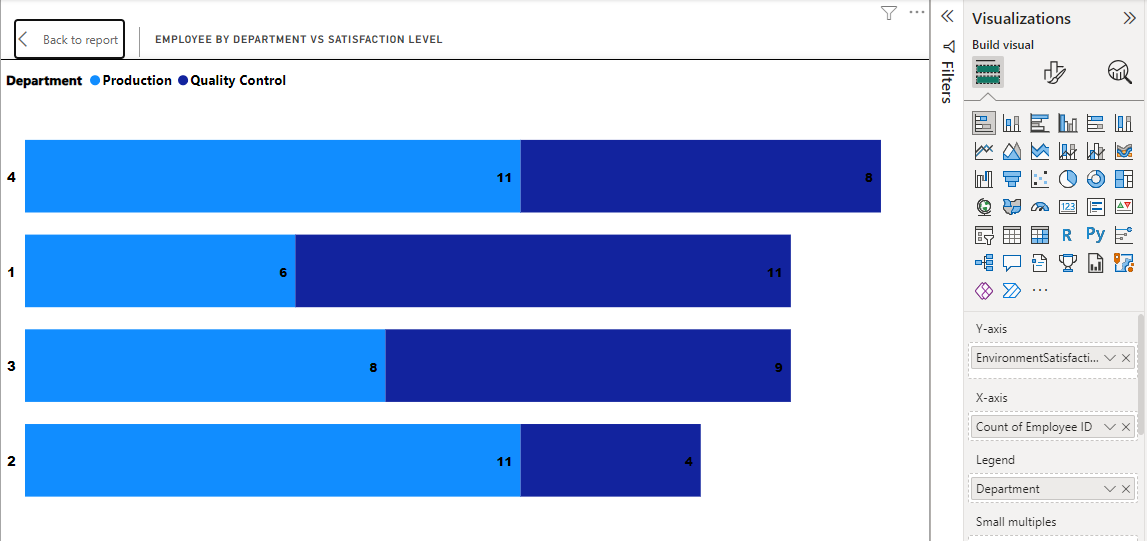 Back to report
EMPLOYEE BY DEPARTMENT VS SATISFACTION LEVEL
Department Production Quality Control
4 11 8
1 6 11
3 8 9
2 11 4
Filters
Visualizations
Build visual
123
R Py
Y-axis
EnvironmentSatisfacti...
X-axis
Count of Employee ID
Legend
Department
Small multiples